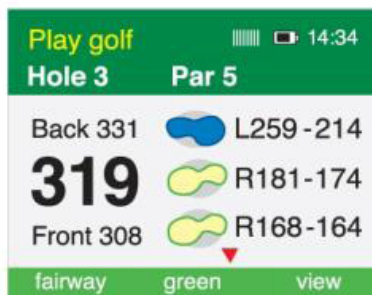 Play golf 14:34
Hole 3 Par 5
Back 331 L259-214
319 R181-174
Front 308 R168-164
fairway green view